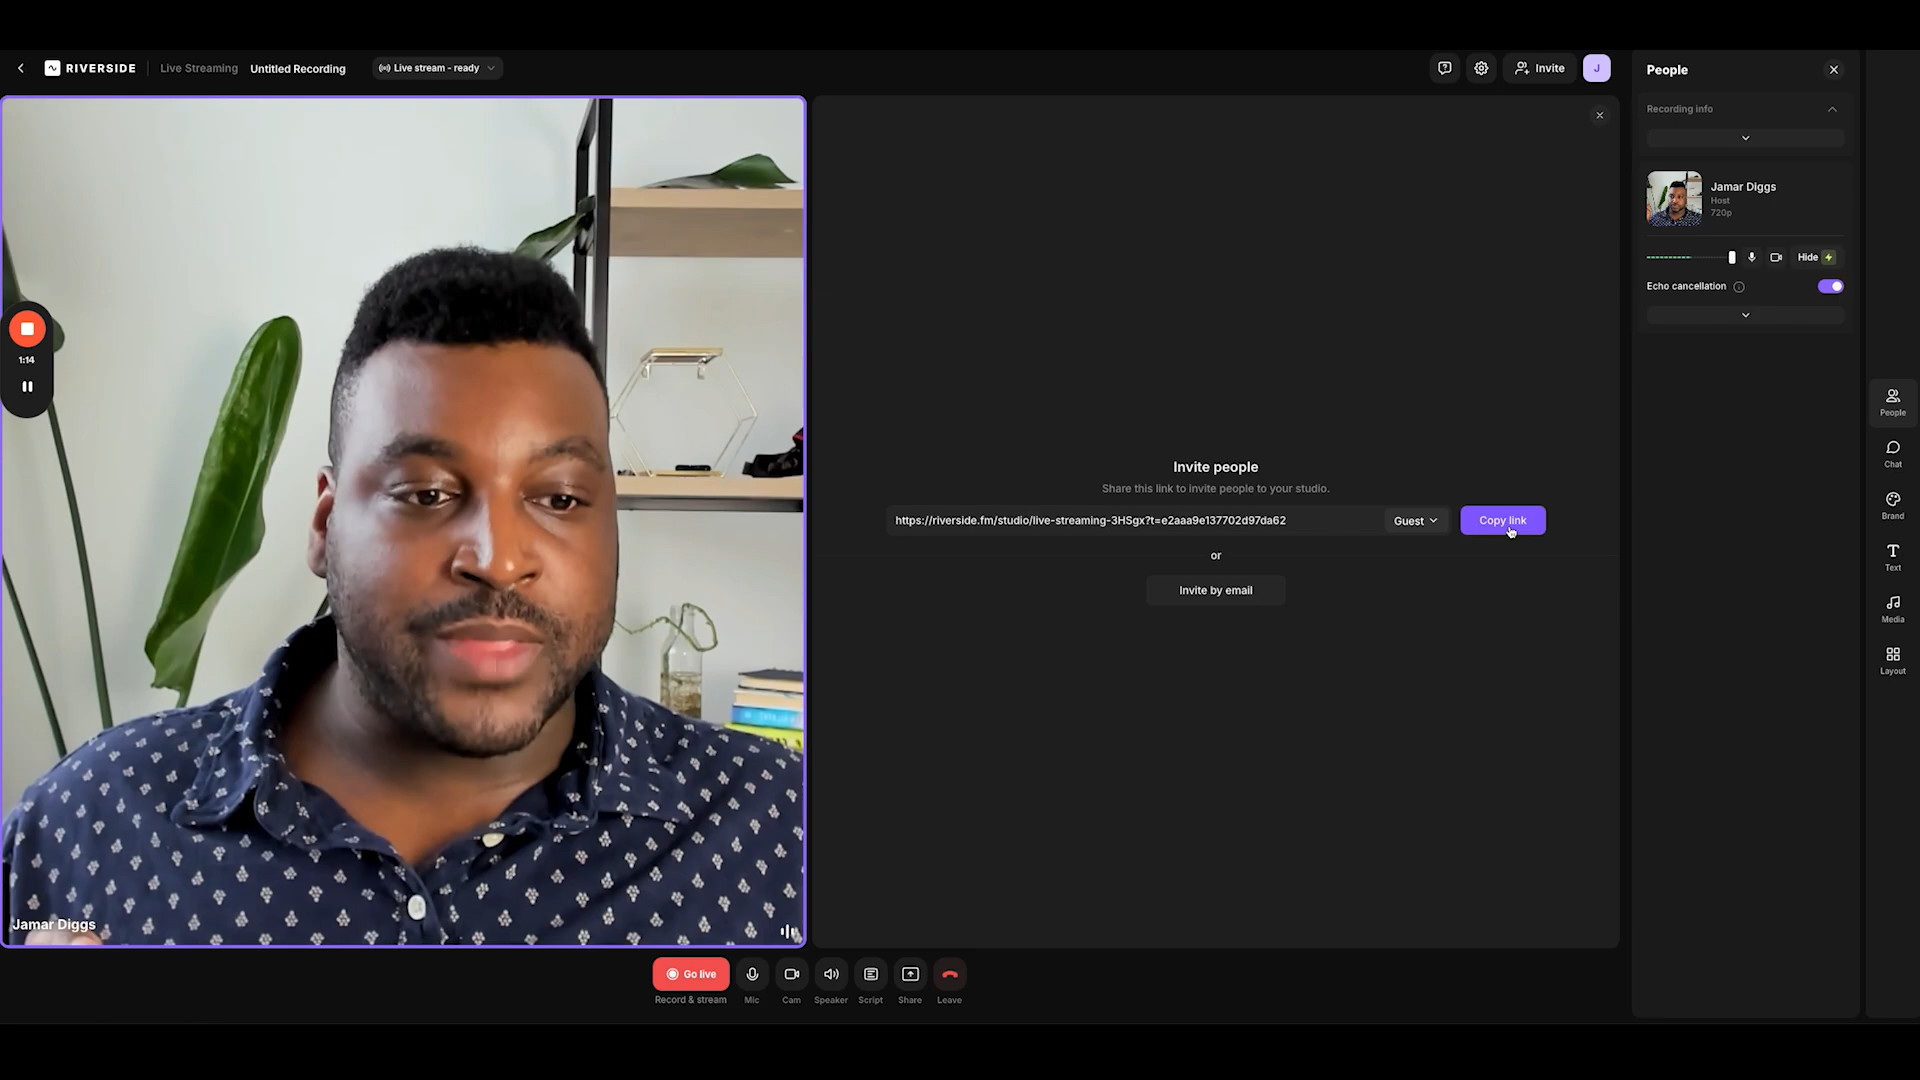 RIVERSIDE
Live Streaming
Untitled Recording
Live stream - ready
Invite
J
People
Recording info
Jamar Diggs
Host
720p
Hide
Echo cancellation
1:14
Invite people
Share this link to invite people to your studio.
https://riverside.fm/studio/live-streaming-3HSgx?t=e2aaa9e137702d97da62
Guest
Copy link
or
Invite by email
People
Chat
Brand
Text
Media
Layout
Jamar Diggs
Go live
Record & stream
Mic
Cam
Speaker
Script
Share
Leave